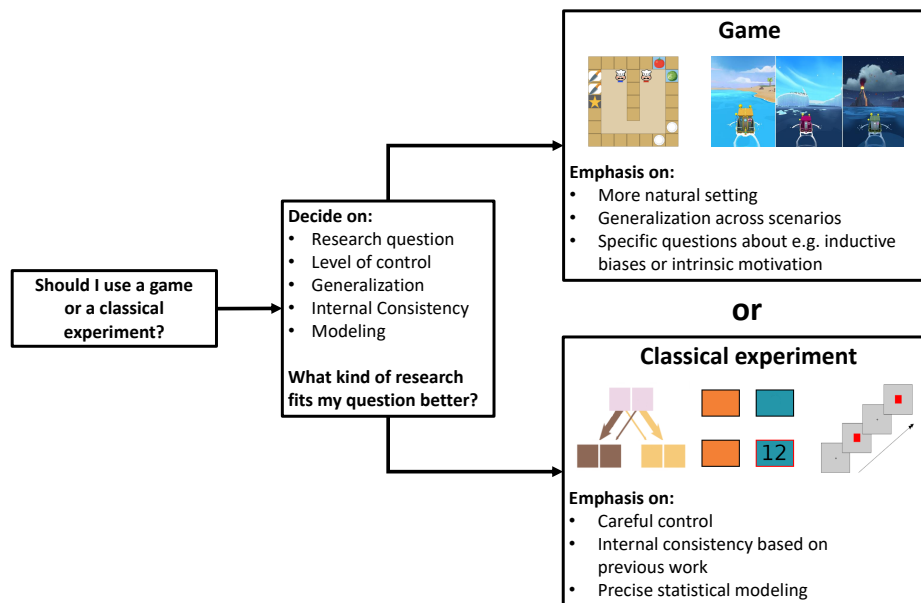 Should I use a game
or a classical
experiment?
Decide on:
• Research question
• Level of control
• Generalization
• Internal Consistency
• Modeling
What kind of research
fits my question better?
Game
Emphasis on:
• More natural setting
• Generalization across scenarios
• Specific questions about e.g. inductive
biases or intrinsic motivation
or
Classical experiment
12
Emphasis on:
• Careful control
• Internal consistency based on
previous work
• Precise statistical modeling